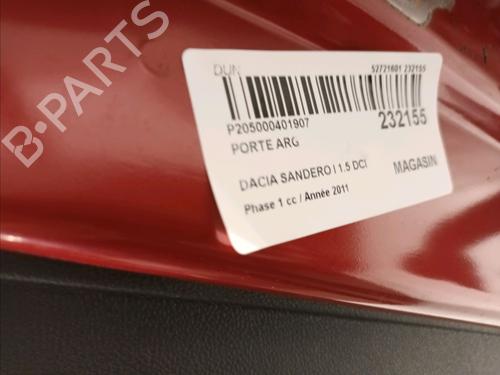 DUN 52721601 232155
P205000401907 232155
PORTE ARG
DACIA SANDERO I 1.5 DCI MAGASIN
Phase 1 cc / Année 2011
B-PARTS